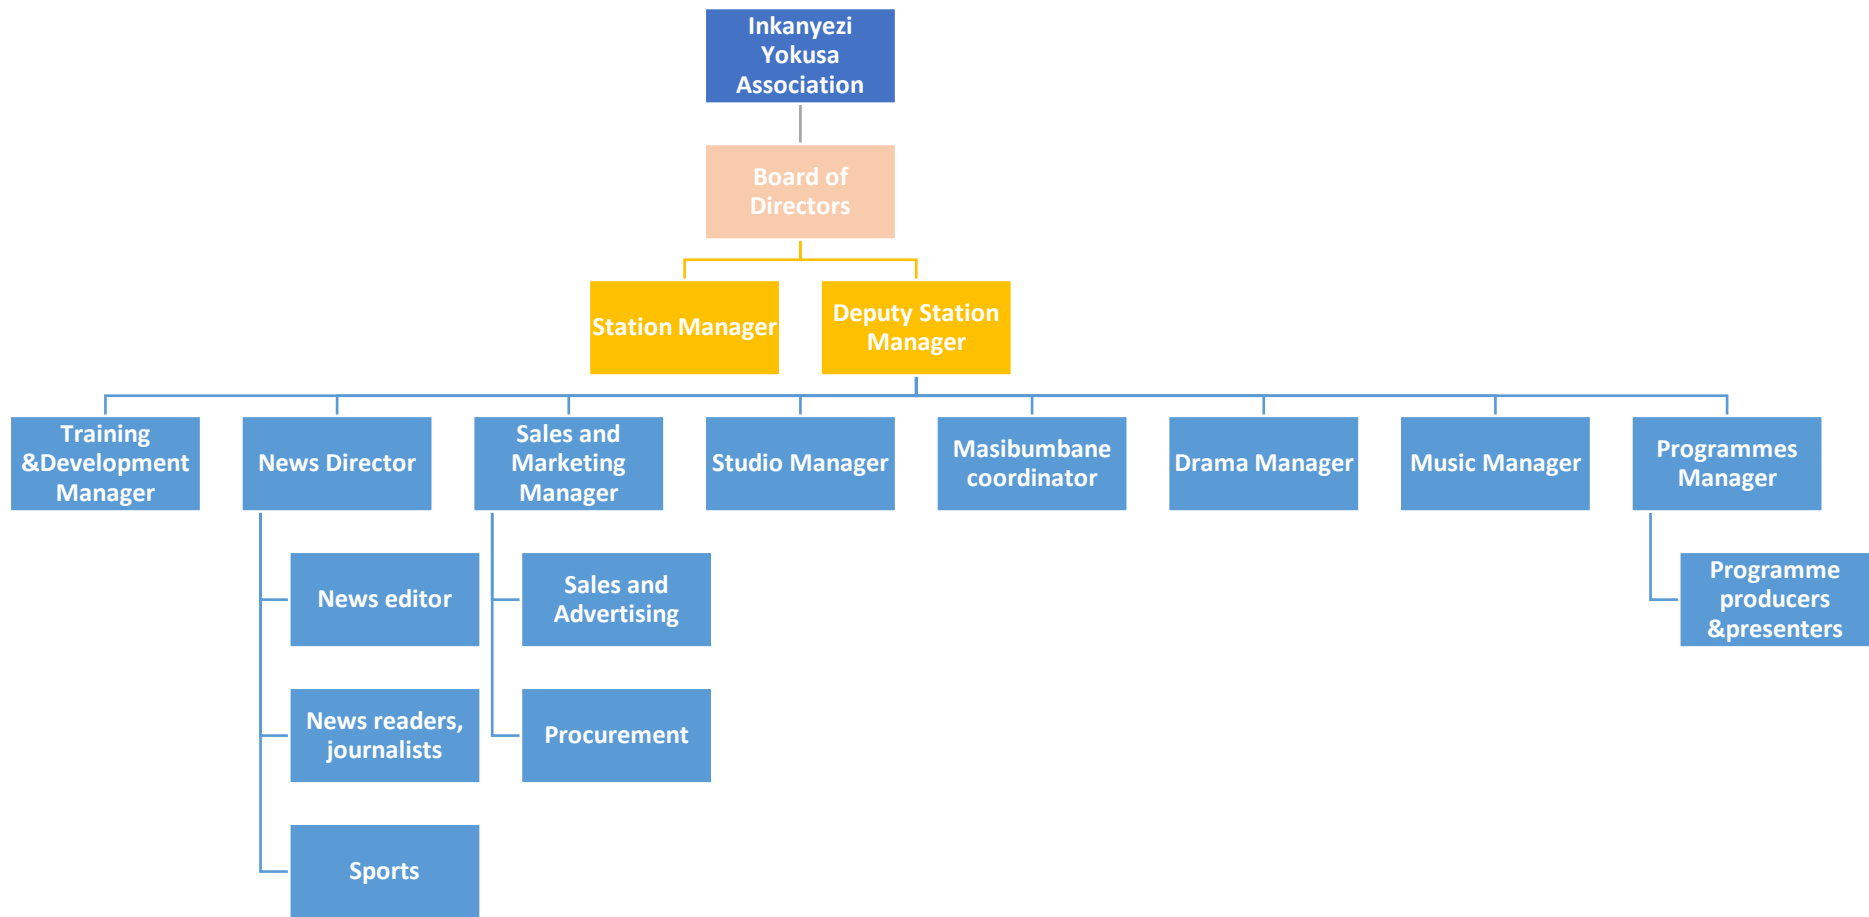 Inkanyezi
Yokusa
Association
Board of
Directors
Station Manager
Deputy Station
Manager
Training
&Development
Manager
News Director
Sales and
Marketing
Manager
Studio Manager
Masibumbane
coordinator
Drama Manager
Music Manager
Programmes
Manager
News editor
Sales and
Advertising
Programme
producers
&presenters
News readers,
journalists
Procurement
Sports